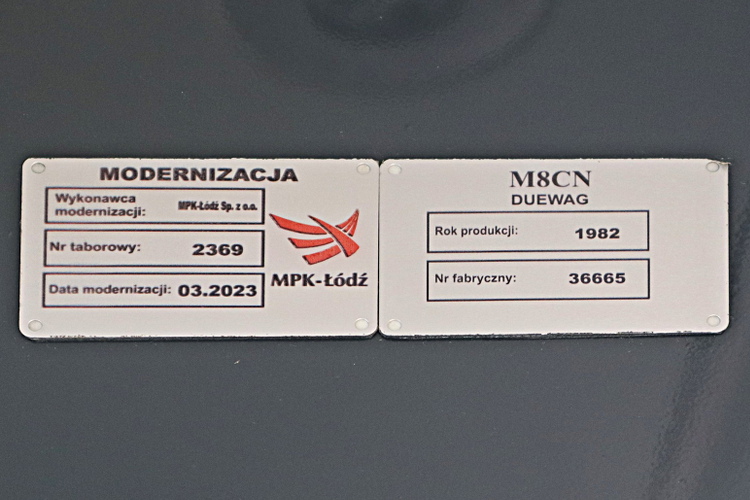 MODERNIZACJA
Wykonawca
modernizacji: MPK-Łódź Sp. z o.o.
Nr taborowy: 2369
Data modernizacji: 03.2023
MPK-Łódź
M8CN
DUEWAG
Rok produkcji: 1982
Nr fabryczny: 36665